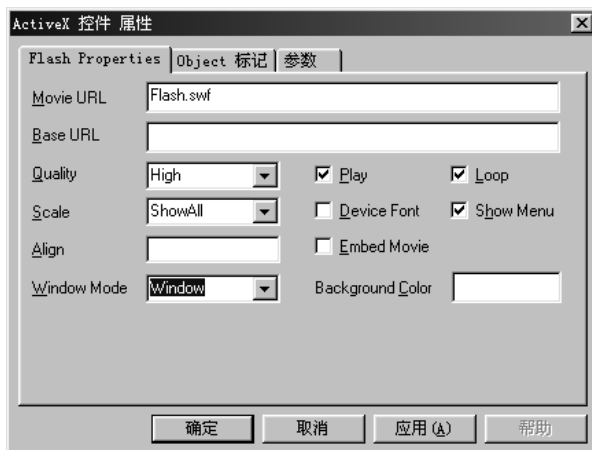 ActiveX 控件 属性
Flash Properties Object 标记 参数
Movie URL Flash.swf
Base URL
Quality High Play Loop
Scale ShowAll Device Font Show Menu
Align Embed Movie
Window Mode Window Background Color
确定 取消 应用(A) 帮助